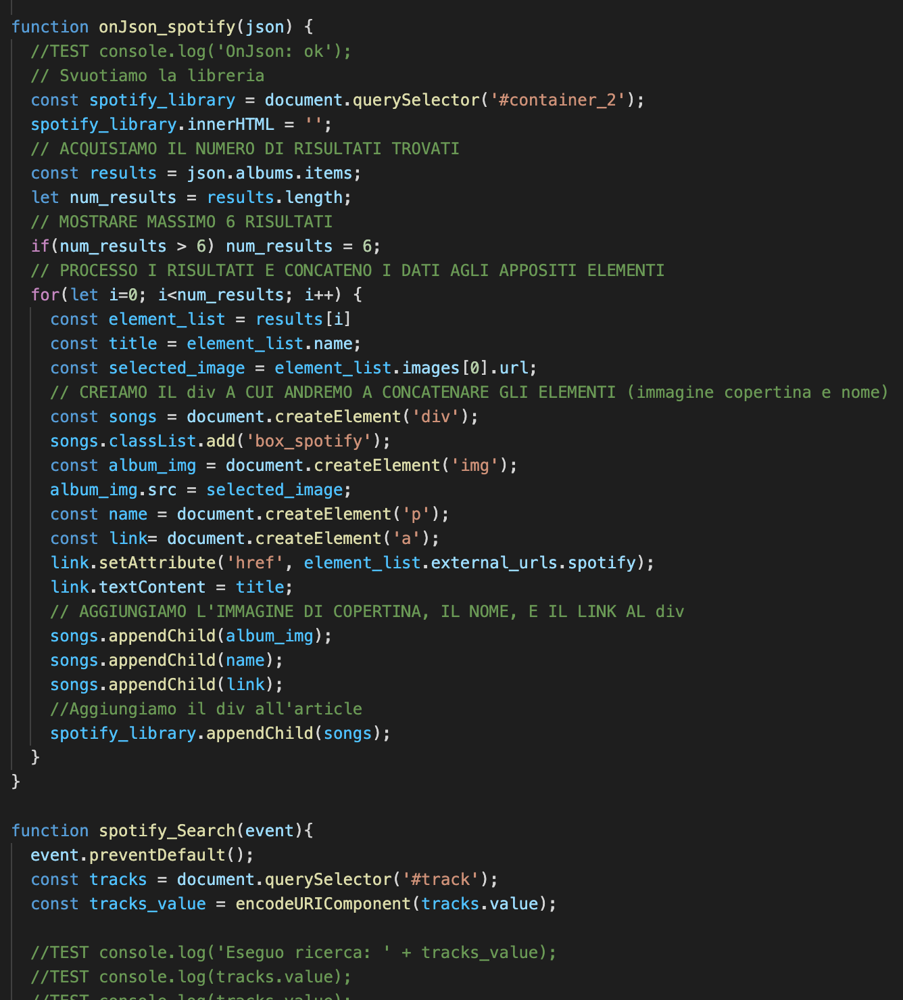 function onJson_spotify(json) {
  //TEST console.log('OnJson: ok');
  // Svuotiamo la libreria
  const spotify_library = document.querySelector('#container_2');
  spotify_library.innerHTML = '';
  // ACQUISIAMO IL NUMERO DI RISULTATI TROVATI
  const results = json.albums.items;
  let num_results = results.length;
  // MOSTRARE MASSIMO 6 RISULTATI
  if(num_results > 6) num_results = 6;
  // PROCESSO I RISULTATI E CONCATENO I DATI AGLI APPOSITI ELEMENTI
  for(let i=0; i<num_results; i++) {
    const element_list = results[i]
    const title = element_list.name;
    const selected_image = element_list.images[0].url;
    // CREIAMO IL div A CUI ANDREMO A CONCATENARE GLI ELEMENTI (immagine copertina e nome)
    const songs = document.createElement('div');
    songs.classList.add('box_spotify');
    const album_img = document.createElement('img');
    album_img.src = selected_image;
    const name = document.createElement('p');
    const link= document.createElement('a');
    link.setAttribute('href', element_list.external_urls.spotify);
    link.textContent = title;
    // AGGIUNGIAMO L'IMMAGINE DI COPERTINA, IL NOME, E IL LINK AL div
    songs.appendChild(album_img);
    songs.appendChild(name);
    songs.appendChild(link);
    //Aggiungiamo il div all'article
    spotify_library.appendChild(songs);
  }
}

function spotify_Search(event){
  event.preventDefault();
  const tracks = document.querySelector('#track');
  const tracks_value = encodeURIComponent(tracks.value);

  //TEST console.log('Eseguo ricerca: ' + tracks_value);
  //TEST console.log(tracks.value);
  //TEST console.log(tracks.value);